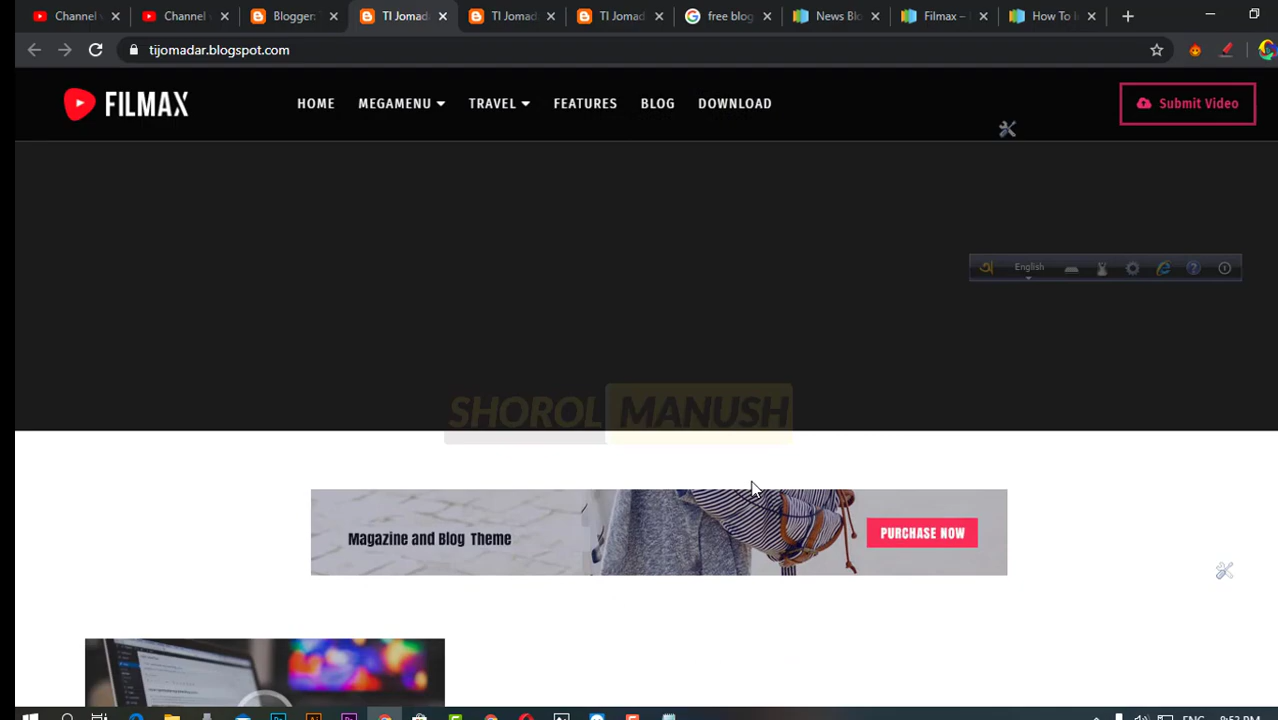 Channel
Channel
Blogger:
TI Jomad
TI Jomad
TI Jomad
free blog
News Blo
Filmax –
How To
tijomadar.blogspot.com
FILMAX
HOME
MEGAMENU
TRAVEL
FEATURES
BLOG
DOWNLOAD
Submit Video
অ
English
SHOROL MANUSH
Magazine and Blog Theme
PURCHASE NOW
ENG